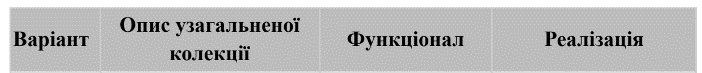 Варіант
Опис узагальненої
колекції
Функціонал
Реалізація